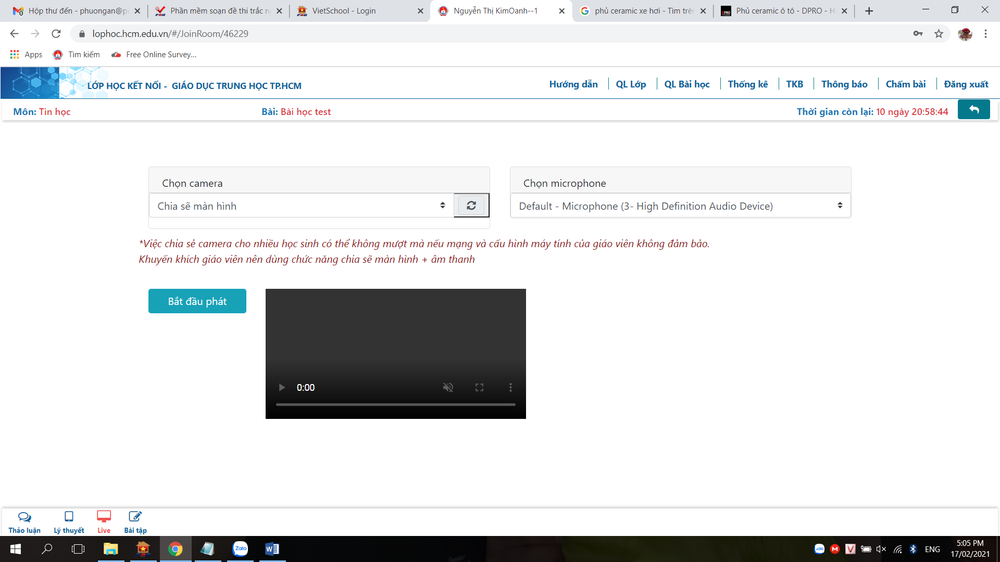 Hộp thư đến - phuongan@p
Phần mềm soạn đề thi trắc n
VietSchool - Login
Nguyễn Thị KimOanh--1
phủ ceramic xe hơi - Tìm trên
Phủ ceramic ô tô - DPRO - H
lophoc.hcm.edu.vn/#/JoinRoom/46229
Apps
Tìm kiếm
Free Online Survey...
LỚP HỌC KẾT NỐI - GIÁO DỤC TRUNG HỌC TP.HCM
Hướng dẫn
QL Lớp
QL Bài học
Thống kê
TKB
Thông báo
Chấm bài
Đăng xuất
Môn: Tin học
Bài: Bài học test
Thời gian còn lại: 10 ngày 20:58:44
Chọn camera
Chọn microphone
Chia sẽ màn hình
Default - Microphone (3- High Definition Audio Device)
*Việc chia sẻ camera cho nhiều học sinh có thể không mượt mà nếu mạng và cấu hình máy tính của giáo viên không đảm bảo.
Khuyến khích giáo viên nên dùng chức năng chia sẽ màn hình + âm thanh
Bắt đầu phát
0:00
Thảo luận
Lý thuyết
Live
Bài tập
Zalo
ENG
5:05 PM
17/02/2021